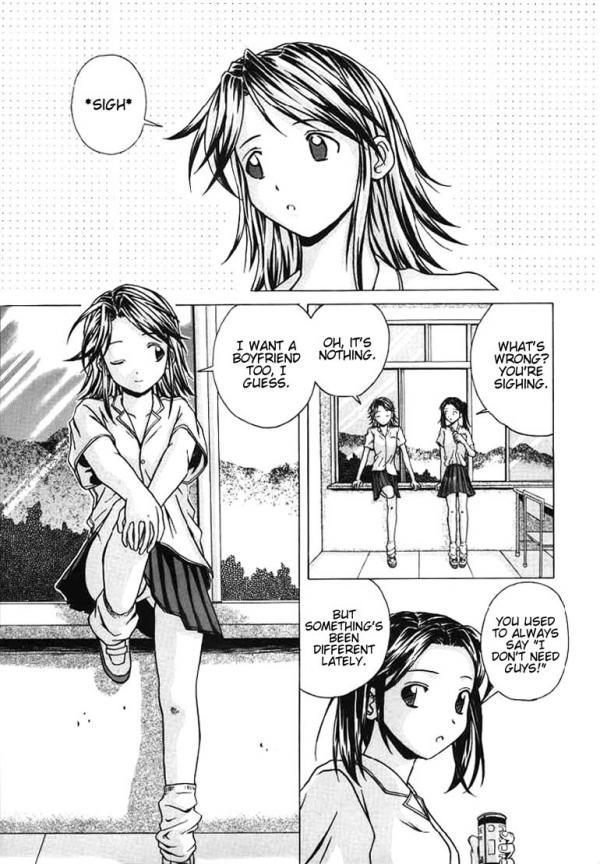 *SIGH*
WHAT'S
WRONG?
YOU'RE
SIGHING.
OH, IT'S
NOTHING.
I WANT A
BOYFRIEND
TOO, I
GUESS.
YOU USED
TO ALWAYS
SAY "I
DON'T NEED
GUYS!"
BUT
SOMETHING'S
BEEN
DIFFERENT
LATELY.